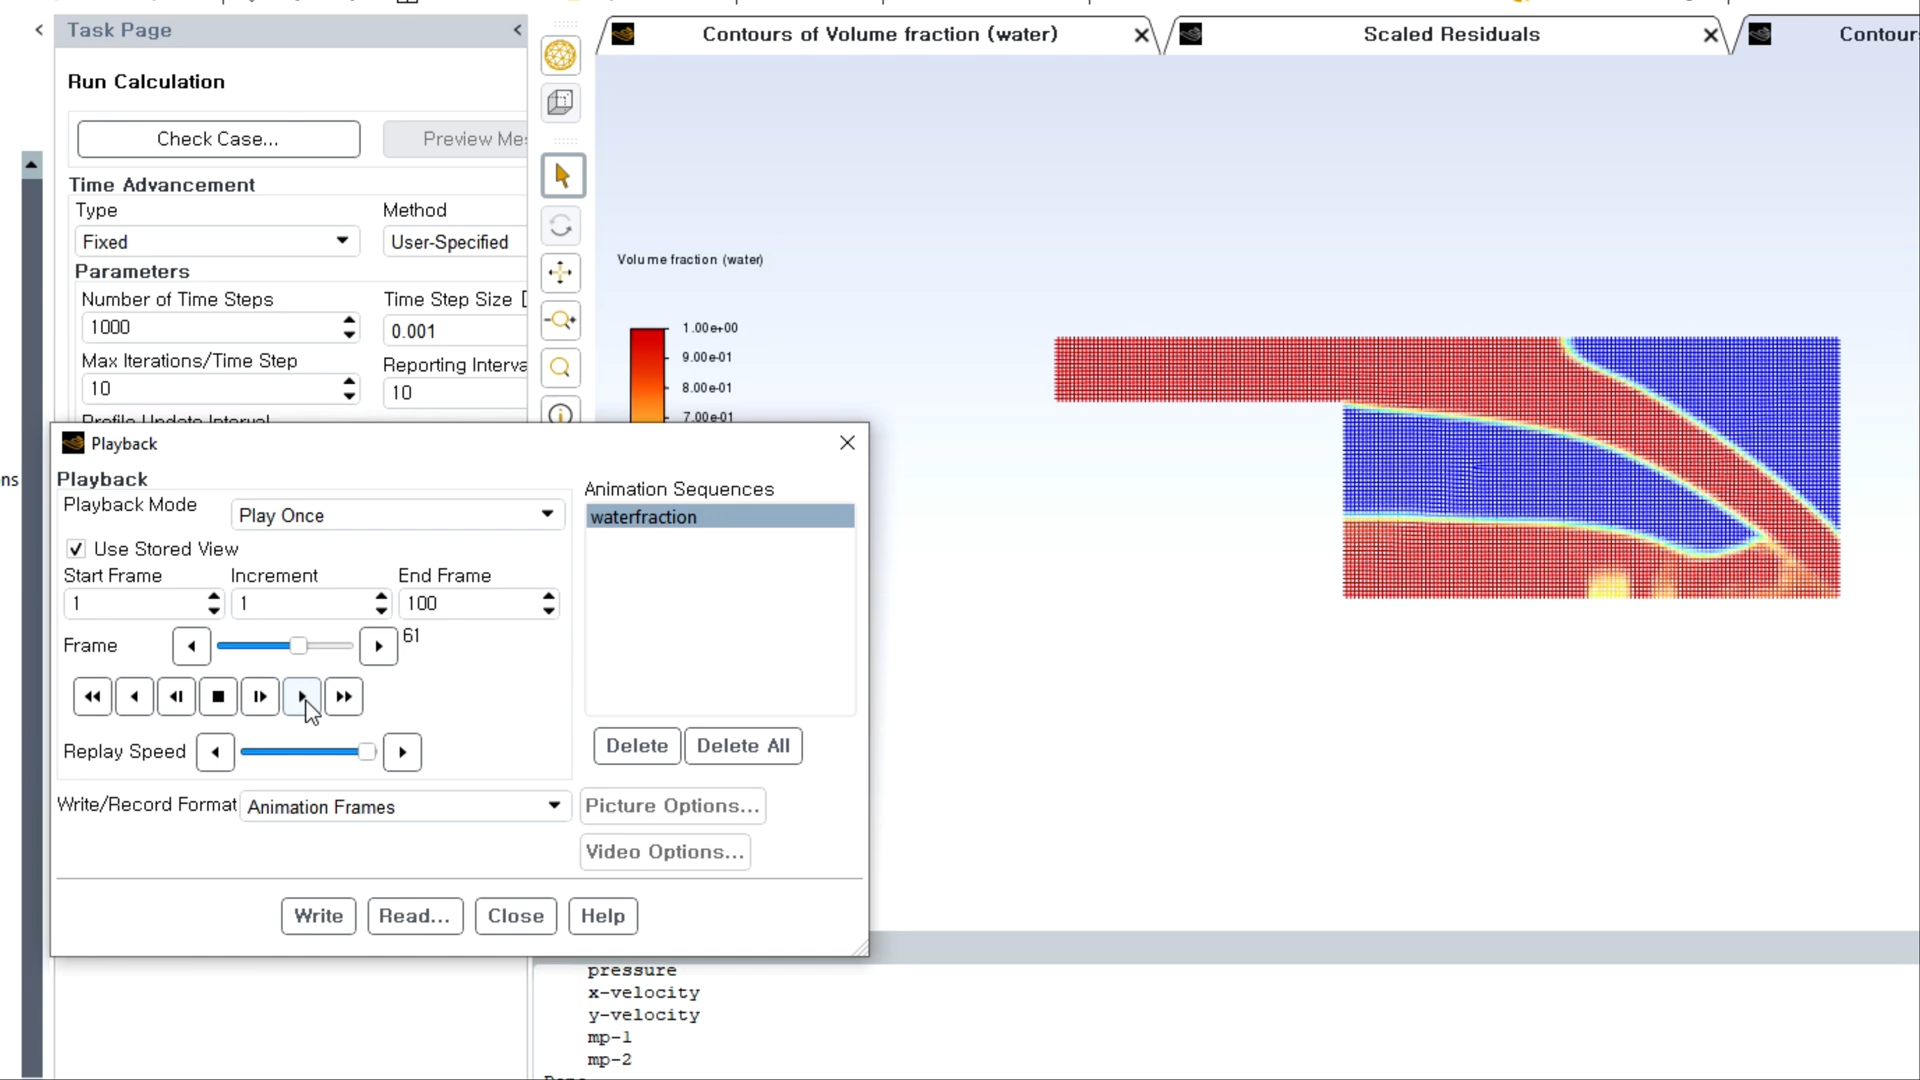 Task Page
Run Calculation
Check Case...
Preview Me
Time Advancement
Type
Method
Fixed
User-Specified
Parameters
Number of Time Steps
Time Step Size [
1000
0.001
Max Iterations/Time Step
Reporting Interva
10
10
Profile Update Interval
Contours of Volume fraction (water)
Scaled Residuals
Contours
Volume fraction (water)
1.00e+00
9.00e-01
8.00e-01
7.00e-01
ns
Playback
Playback
Playback Mode
Play Once
Use Stored View
Start Frame
Increment
End Frame
1
1
100
Frame
61
Replay Speed
Write/Record Format
Animation Frames
Animation Sequences
waterfraction
Delete
Delete All
Picture Options...
Video Options...
Write
Read...
Close
Help
pressure
x-velocity
y-velocity
mp-1
mp-2